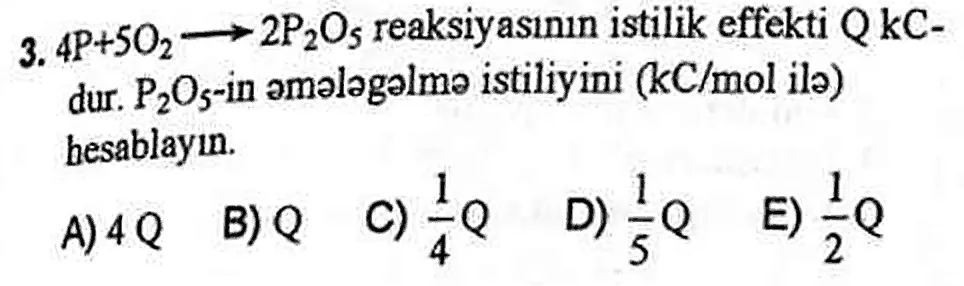 3. 4P+5O₂⟶2P₂O₅ reaksiyasının istilik effekti Q kC-
dur. P₂O₅-in əmələgəlmə istiliyini (kC/mol ilə)
hesablayın.
A) 4 Q B) Q C) 1/4 Q D) 1/5 Q E) 1/2 Q